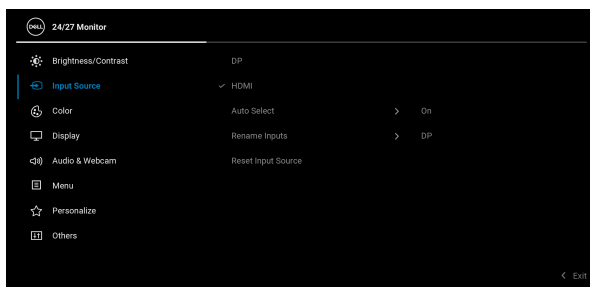 DELL 24/27 Monitor
Brightness/Contrast DP
Input Source HDMI
Color Auto Select > On
Display Rename Inputs > DP
Audio & Webcam Reset Input Source
Menu
Personalize
Others
< Exit